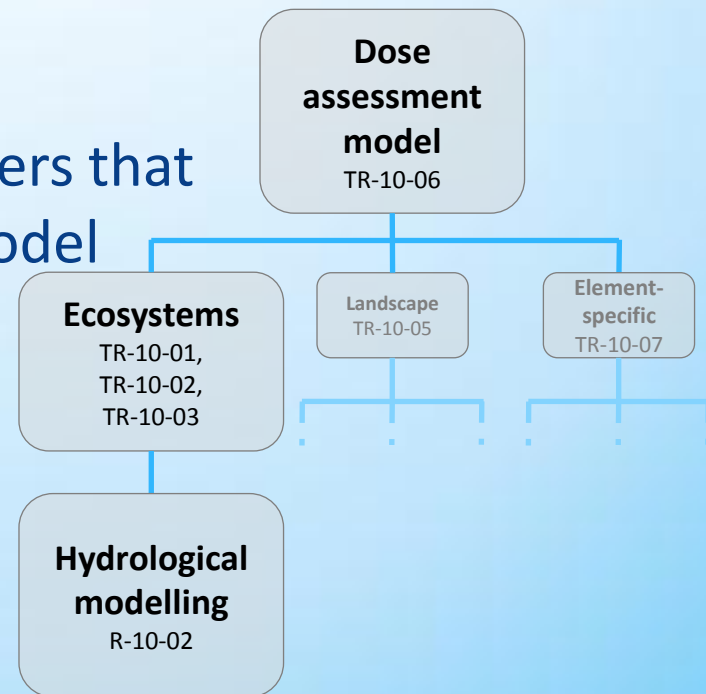 Dose
assessment
model
TR-10-06
ers that
odel
Ecosystems
TR-10-01,
TR-10-02,
TR-10-03
Landscape
TR-10-05
Element-
specific
TR-10-07
Hydrological
modelling
R-10-02